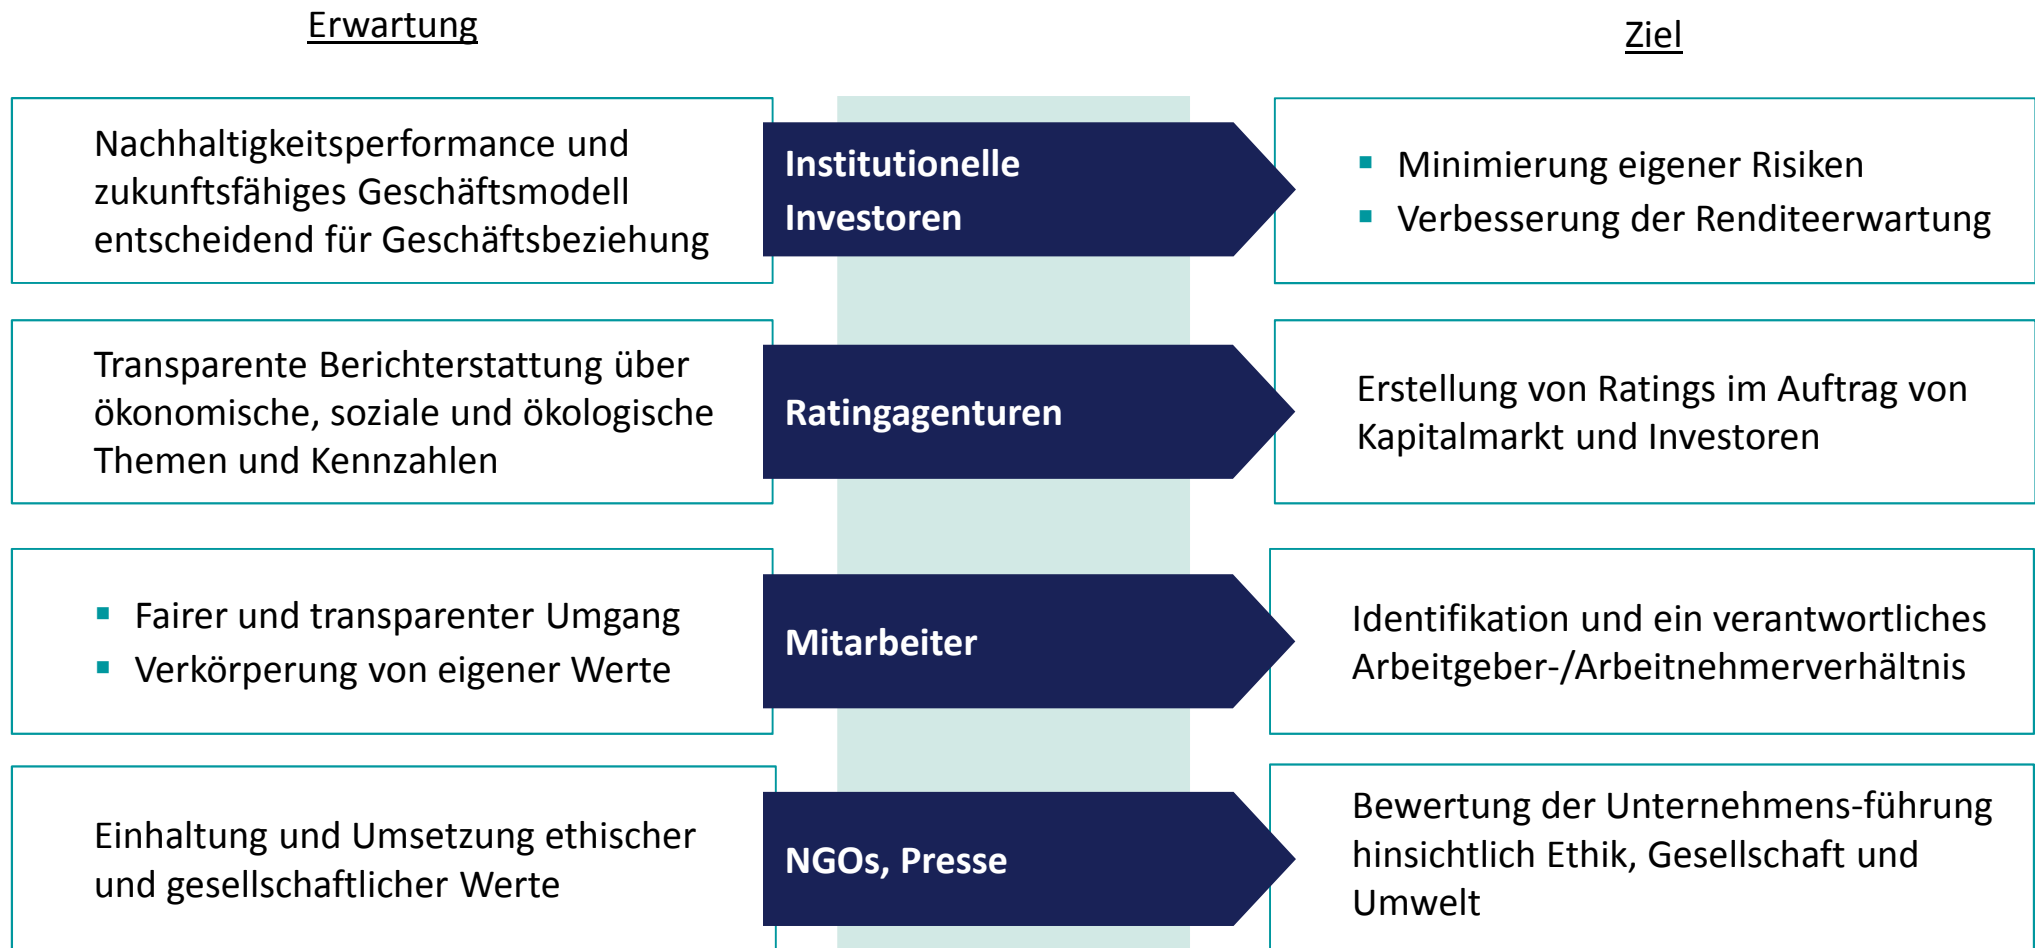 Erwartung
Ziel
Nachhaltigkeitsperformance und
zukunftsfähiges Geschäftsmodell
entscheidend für Geschäftsbeziehung
Institutionelle
Investoren
▪ Minimierung eigener Risiken
▪ Verbesserung der Renditeerwartung
Transparente Berichterstattung über
ökonomische, soziale und ökologische
Themen und Kennzahlen
Ratingagenturen
Erstellung von Ratings im Auftrag von
Kapitalmarkt und Investoren
▪ Fairer und transparenter Umgang
▪ Verkörperung von eigener Werte
Mitarbeiter
Identifikation und ein verantwortliches
Arbeitgeber-/Arbeitnehmerverhältnis
Einhaltung und Umsetzung ethischer
und gesellschaftlicher Werte
NGOs, Presse
Bewertung der Unternehmens-führung
hinsichtlich Ethik, Gesellschaft und
Umwelt